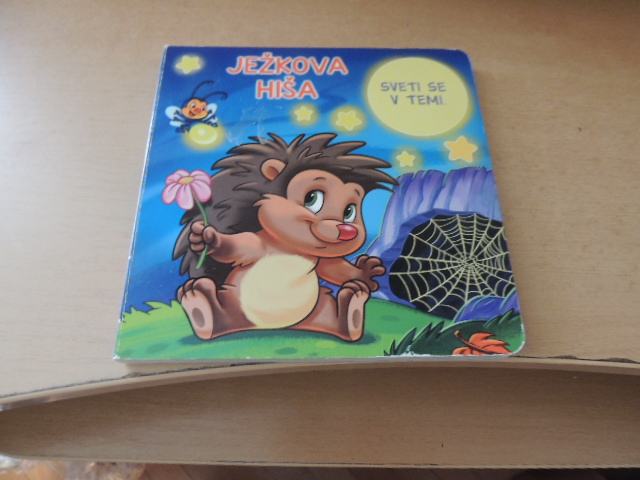 JEŽKOVA
HIŠA
SVETI SE
V TEMI.